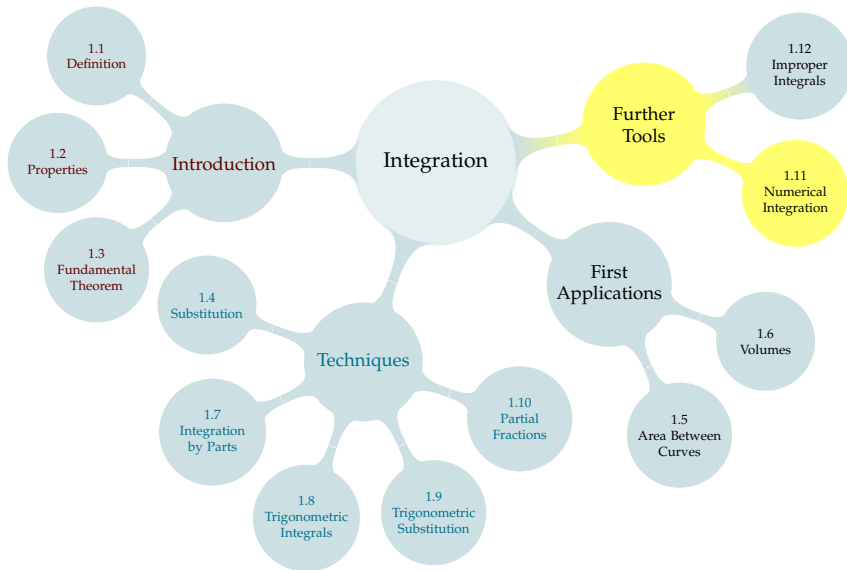 Integration
Introduction
1.1
Definition
1.2
Properties
1.3
Fundamental
Theorem
Techniques
1.4
Substitution
1.7
Integration
by Parts
1.8
Trigonometric
Integrals
1.9
Trigonometric
Substitution
1.10
Partial
Fractions
First
Applications
1.5
Area Between
Curves
1.6
Volumes
Further
Tools
1.11
Numerical
Integration
1.12
Improper
Integrals